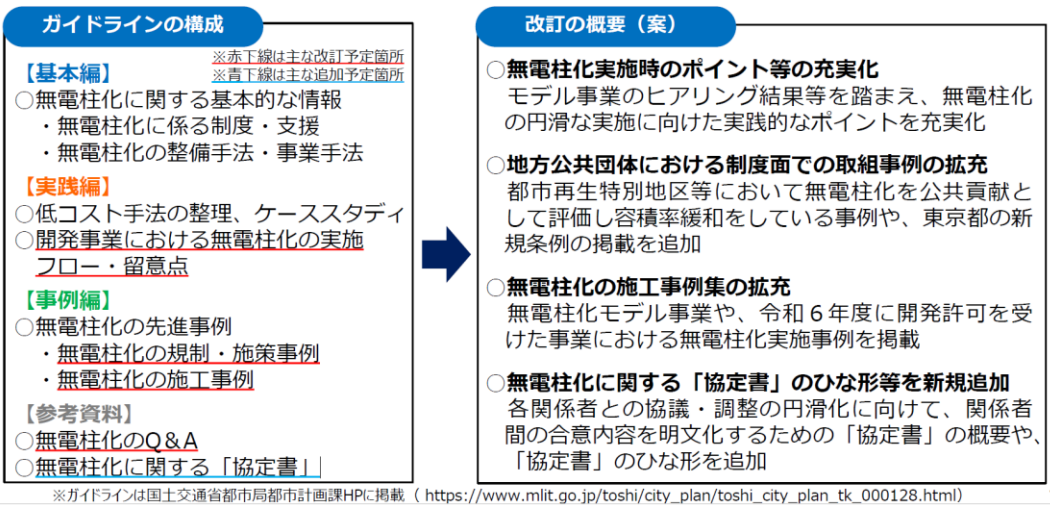 ガイドラインの構成
※赤下線は主な改訂予定箇所
※青下線は主な追加予定箇所
【基本編】
○無電柱化に関する基本的な情報
・無電柱化に係る制度・支援
・無電柱化の整備手法・事業手法
【実践編】
○低コスト手法の整理、ケーススタディ
○開発事業における無電柱化の実施
フロー・留意点
【事例編】
○無電柱化の先進事例
・無電柱化の規制・施策事例
・無電柱化の施工事例
【参考資料】
○無電柱化のQ&A
○無電柱化に関する「協定書」
改訂の概要（案）
○無電柱化実施時のポイント等の充実化
モデル事業のヒアリング結果等を踏まえ、無電柱化
の円滑な実施に向けた実践的なポイントを充実化
○地方公共団体における制度面での取組事例の拡充
都市再生特別地区等において無電柱化を公共貢献と
して評価し容積率緩和をしている事例や、東京都の新
規条例の掲載を追加
○無電柱化の施工事例集の拡充
無電柱化モデル事業や、令和６年度に開発許可を受
けた事業における無電柱化実施事例を掲載
○無電柱化に関する「協定書」のひな形等を新規追加
各関係者との協議・調整の円滑化に向けて、関係者
間の合意内容を明文化するための「協定書」の概要や、
「協定書」のひな形を追加
※ガイドラインは国土交通省都市局都市計画課HPに掲載（ https://www.mlit.go.jp/toshi/city_plan/toshi_city_plan_tk_000128.html）